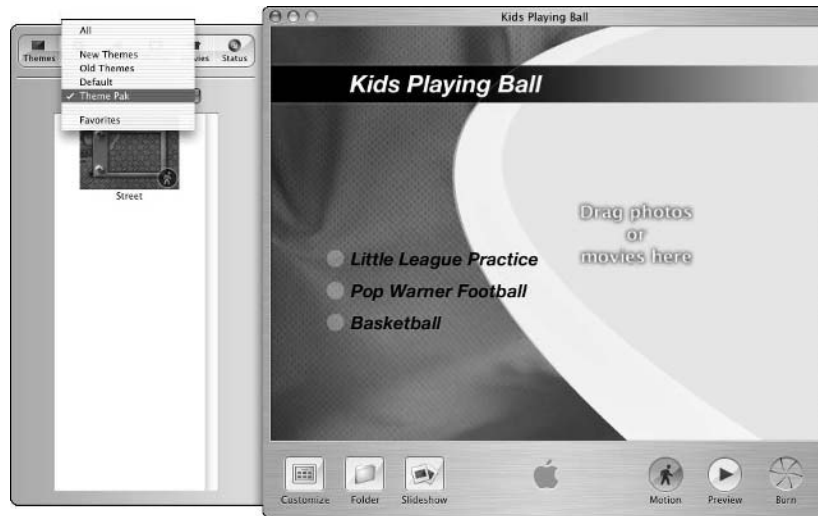 All
New Themes
Old Themes
Default
✓ Theme Pak
Favorites
Themes
Status
Street
Kids Playing Ball
Kids Playing Ball
Drag photos
or
movies here
Little League Practice
Pop Warner Football
Basketball
Customize
Folder
Slideshow
Motion
Preview
Burn